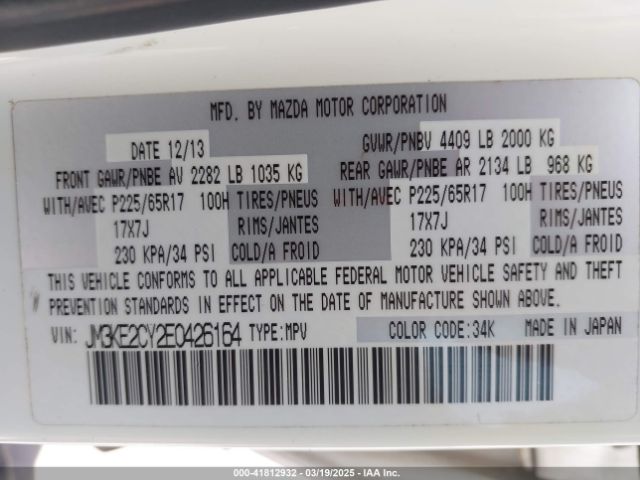 MFD. BY MAZDA MOTOR CORPORATION
DATE 12/13 GVWR/PNBV 4409 LB 2000 KG
FRONT GAWR/PNBE AV 2282 LB 1035 KG REAR GAWR/PNBE AR 2134 LB 968 KG
WITH/AVEC P225/65R17 100H TIRES/PNEUS WITH/AVEC P225/65R17 100H TIRES/PNEUS
17X7J RIMS/JANTES 17X7J RIMS/JANTES
230 KPA/34 PSI COLD/A FROID 230 KPA/34 PSI COLD/A FROID
THIS VEHICLE CONFORMS TO ALL APPLICABLE FEDERAL MOTOR VEHICLE SAFETY AND THEFT
PREVENTION STANDARDS IN EFFECT ON THE DATE OF MANUFACTURE SHOWN ABOVE.
VIN: JM3KE2CY2E0426164 TYPE:MPV COLOR CODE:34K MADE IN JAPAN
000-41812932 - 03/19/2025 - IAA Inc.